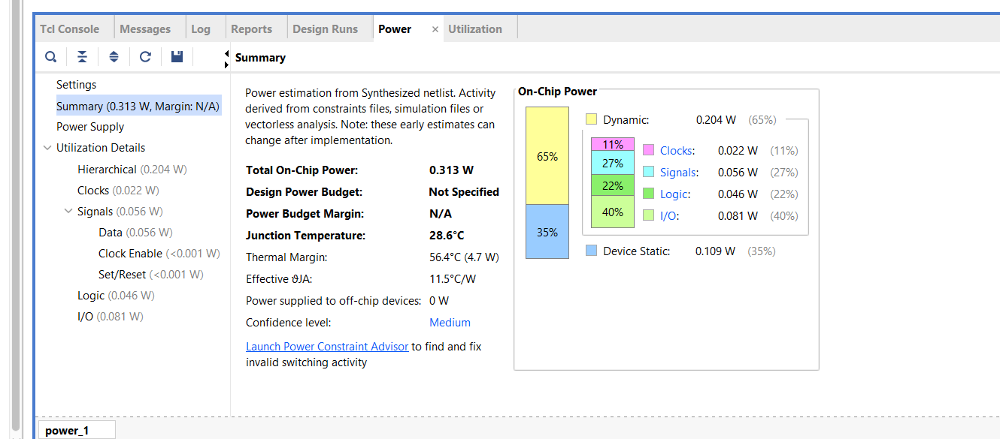 Tcl Console Messages Log Reports Design Runs Power × Utilization
Summary
Settings
Summary (0.313 W, Margin: N/A)
Power Supply
Utilization Details
Hierarchical (0.204 W)
Clocks (0.022 W)
Signals (0.056 W)
Data (0.056 W)
Clock Enable (<0.001 W)
Set/Reset (<0.001 W)
Logic (0.046 W)
I/O (0.081 W)
Power estimation from Synthesized netlist. Activity
derived from constraints files, simulation files or
vectorless analysis. Note: these early estimates can
change after implementation.
Total On-Chip Power: 0.313 W
Design Power Budget: Not Specified
Power Budget Margin: N/A
Junction Temperature: 28.6°C
Thermal Margin: 56.4°C (4.7 W)
Effective ϑJA: 11.5°C/W
Power supplied to off-chip devices: 0 W
Confidence level: Medium
Launch Power Constraint Advisor to find and fix
invalid switching activity
On-Chip Power
65%
35%
Dynamic: 0.204 W (65%)
11%
27%
22%
40%
Clocks: 0.022 W (11%)
Signals: 0.056 W (27%)
Logic: 0.046 W (22%)
I/O: 0.081 W (40%)
Device Static: 0.109 W (35%)
power_1